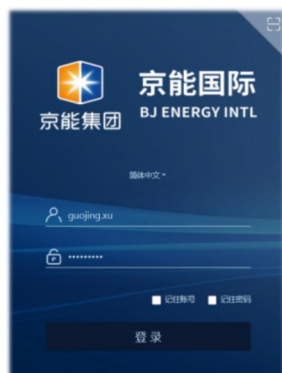 京能集团
京能国际
BJ ENERGY INTL
简体中文
guojing.xu
•••••••••
记住账号 记住密码
登录